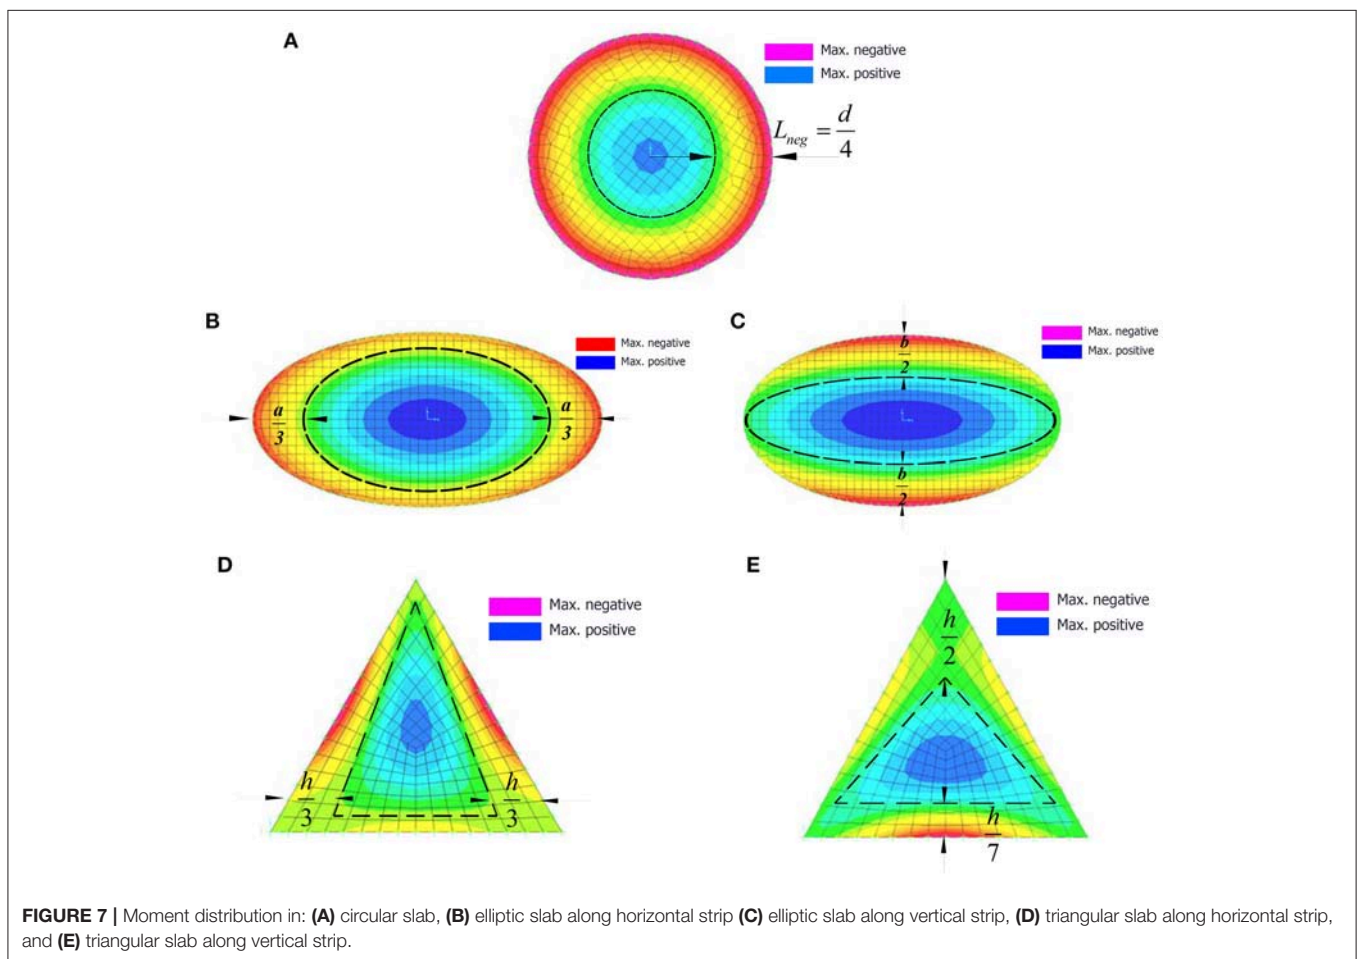 A
Max. negative
Max. positive
L_neg = d/4
B
Max. negative
Max. positive
a/3
a/3
C
Max. negative
Max. positive
b/2
b/2
D
Max. negative
Max. positive
h/3
h/3
E
Max. negative
Max. positive
h/2
h/7
FIGURE 7 | Moment distribution in: (A) circular slab, (B) elliptic slab along horizontal strip (C) elliptic slab along vertical strip, (D) triangular slab along horizontal strip,
and (E) triangular slab along vertical strip.